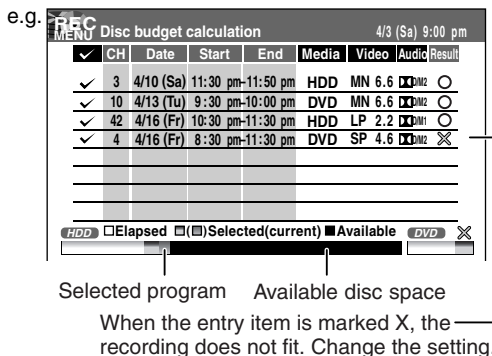 e.g.
REC MENU Disc budget calculation 4/3 (Sa) 9:00 pm
✓ CH Date Start End Media Video Audio Result
✓ 3 4/10 (Sa) 11:30 pm-11:50 pm HDD MN 6.6 D/M2 O
✓ 10 4/13 (Tu) 9:30 pm-10:00 pm DVD MN 6.6 D/M2 O
✓ 42 4/16 (Fr) 10:30 pm-11:30 pm HDD LP 2.2 D/M1 O
✓ 4 4/16 (Fr) 8:30 pm-11:30 pm DVD SP 4.6 D/M2 X
HDD □Elapsed □(□)Selected(current) ■Available DVD X
Selected program Available disc space
When the entry item is marked X, the
recording does not fit. Change the setting.